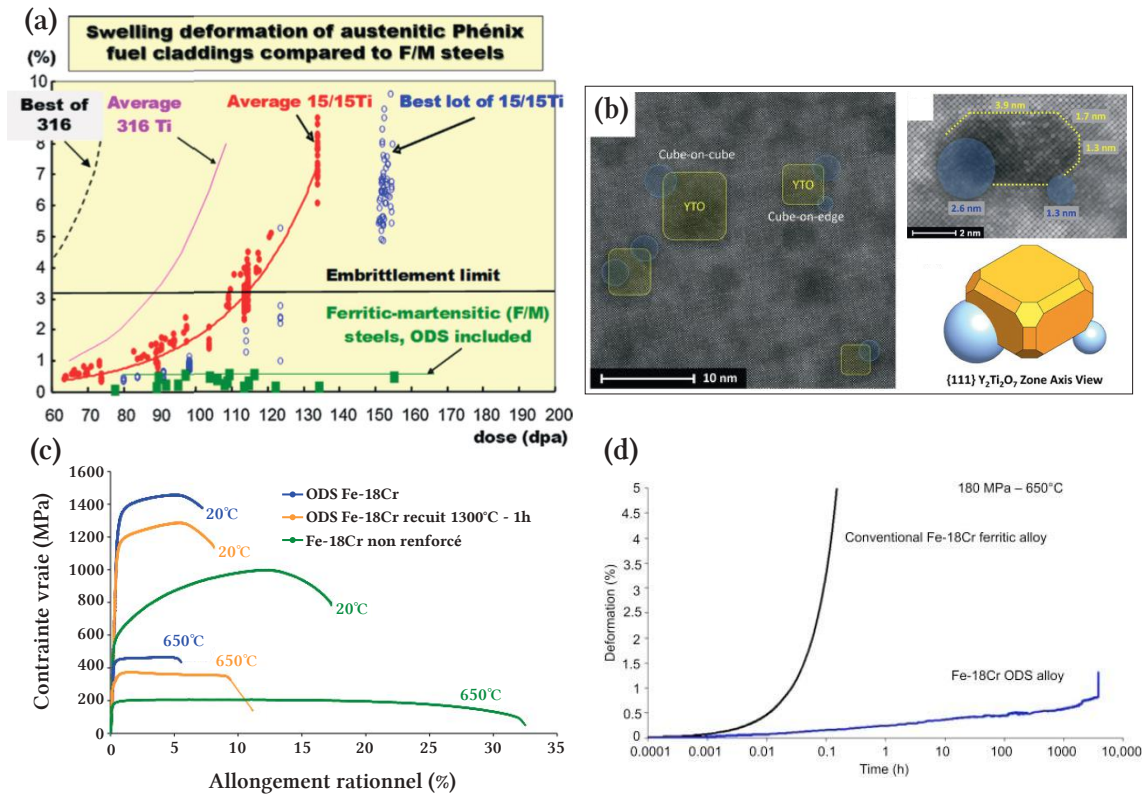 (a)
Swelling deformation of austenitic Phénix
fuel claddings compared to F/M steels
(%)
10
8
7
6
5
4
3
2
1
0
Best of
316
Average
316 Ti
Average 15/15Ti
Best lot of 15/15Ti
Embrittlement limit
Ferritic-martensitic (F/M)
steels, ODS included
60 70 80 90 100 110 120 130 140 150 160 170 180 190 200
dose (dpa)
(b)
Cube-on-cube
YTO
YTO
Cube-on-edge
10 nm
3.9 nm
1.7 nm
1.3 nm
2.6 nm
1.3 nm
2 nm
{111} Y₂Ti₂O₇ Zone Axis View
(c)
Contrainte vraie (MPa)
1600
1400
1200
1000
800
600
400
200
0
ODS Fe-18Cr
ODS Fe-18Cr recuit 1300°C - 1h
Fe-18Cr non renforcé
20°C
20°C
20°C
650°C
650°C
650°C
0 5 10 15 20 25 30 35
Allongement rationnel (%)
(d)
Deformation (%)
5
4.5
4
3.5
3
2.5
2
1.5
1
0.5
0
180 MPa – 650°C
Conventional Fe-18Cr ferritic alloy
Fe-18Cr ODS alloy
0.0001 0.001 0.01 0.1 1 10 100 1000 10,000
Time (h)